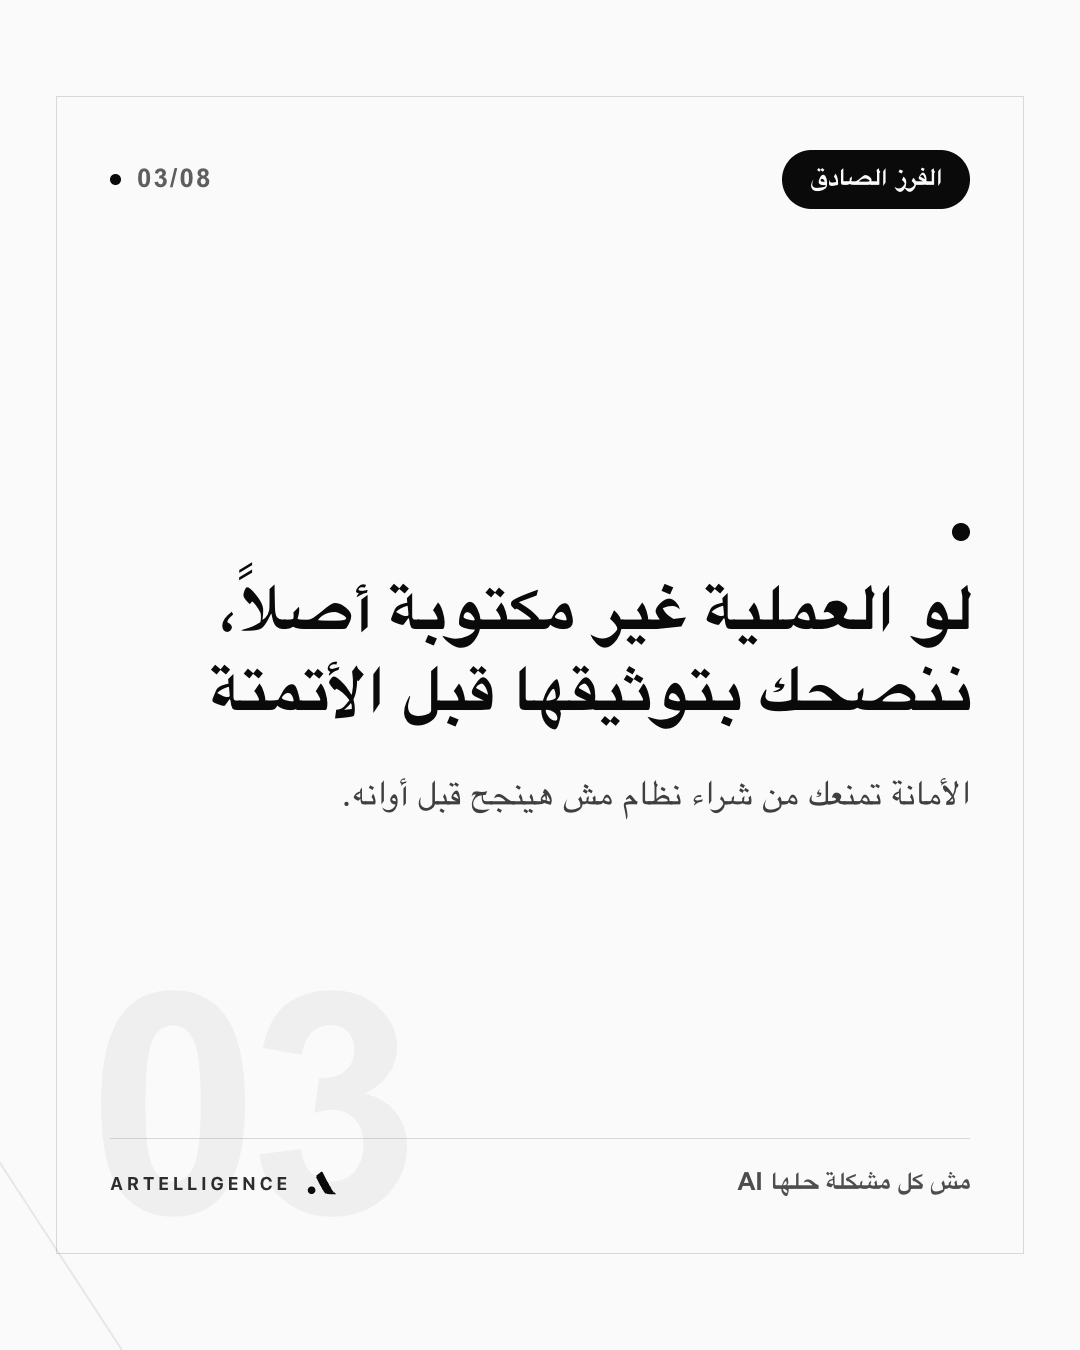 الفرز الصادق
03/08
لو العملية غير مكتوبة أصلاً،
ننصحك بتوثيقها قبل الأتمتة
الأمانة تمنعك من شراء نظام مش هينجح قبل أوانه.
03
مش كل مشكلة حلها AI
ARTELLIGENCE